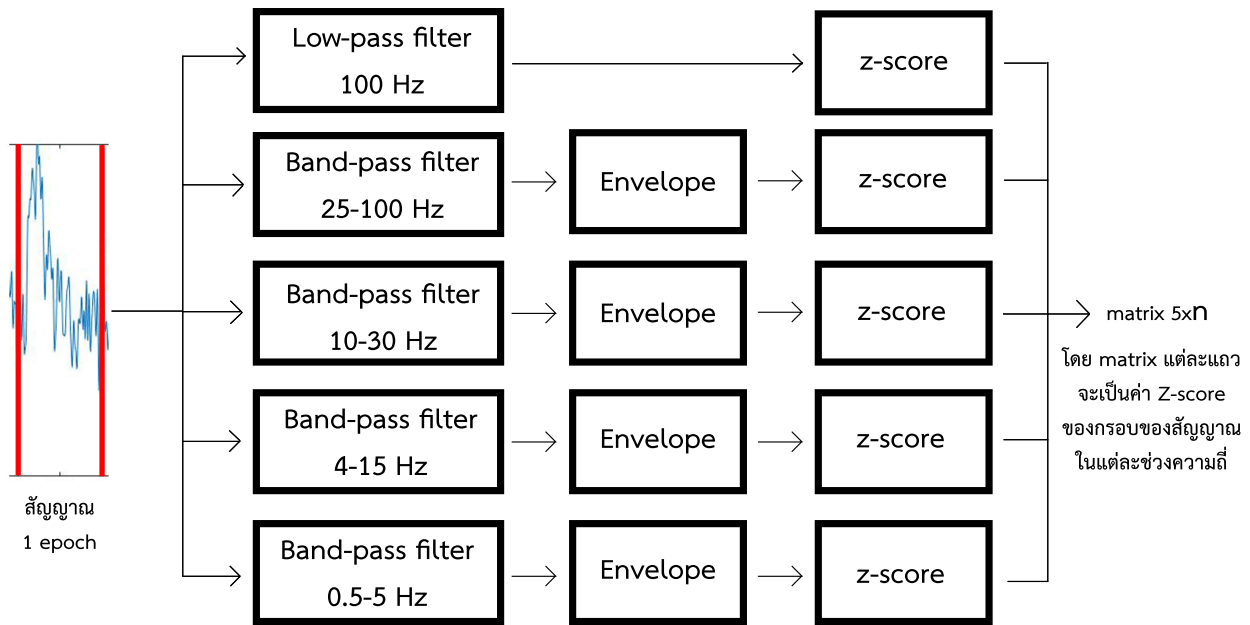 Low-pass filter
100 Hz
z-score
Band-pass filter
25-100 Hz
Envelope
z-score
Band-pass filter
10-30 Hz
Envelope
z-score
Band-pass filter
4-15 Hz
Envelope
z-score
Band-pass filter
0.5-5 Hz
Envelope
z-score
สัญญาณ
1 epoch
matrix 5xn
โดย matrix แต่ละแถว
จะเป็นค่า Z-score
ของกรอบของสัญญาณ
ในแต่ละช่วงความถี่